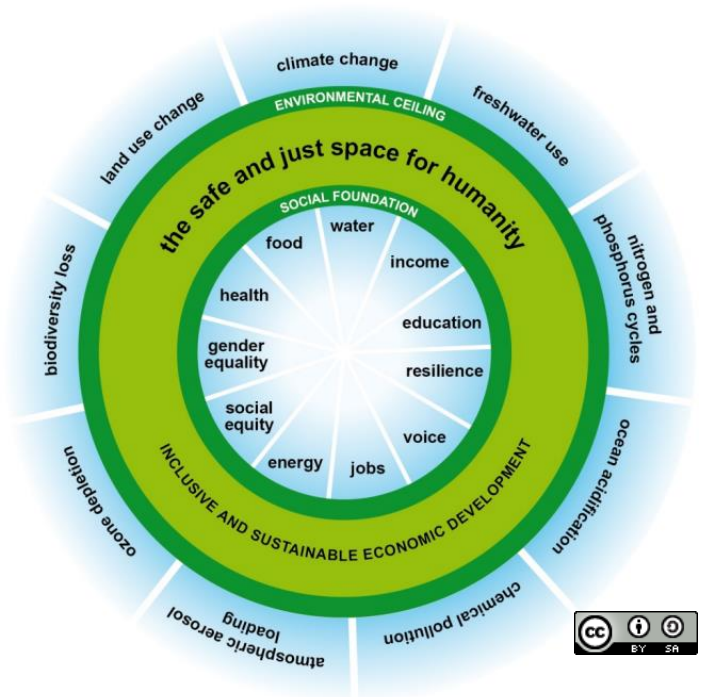 climate change
freshwater use
nitrogen and
phosphorus cycles
ocean acidification
chemical pollution
atmospheric aerosol
loading
ozone depletion
biodiversity loss
land use change
ENVIRONMENTAL CEILING
the safe and just space for humanity
SOCIAL FOUNDATION
water
income
education
resilience
voice
jobs
energy
social
equity
gender
equality
health
food
INCLUSIVE AND SUSTAINABLE ECONOMIC DEVELOPMENT
cc
BY SA